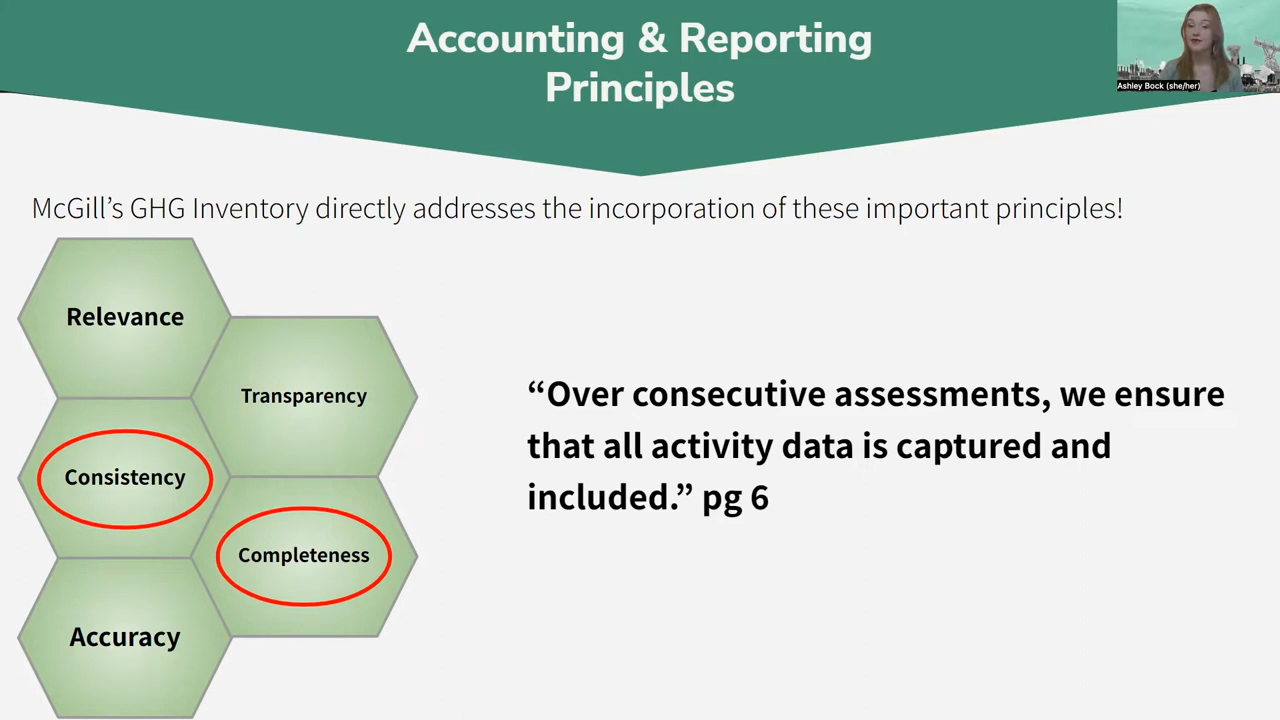 Accounting & Reporting
Principles
Ashley Bock (she/her)
McGill’s GHG Inventory directly addresses the incorporation of these important principles!
Relevance
Transparency
Consistency
Completeness
Accuracy
“Over consecutive assessments, we ensure
that all activity data is captured and
included.” pg 6